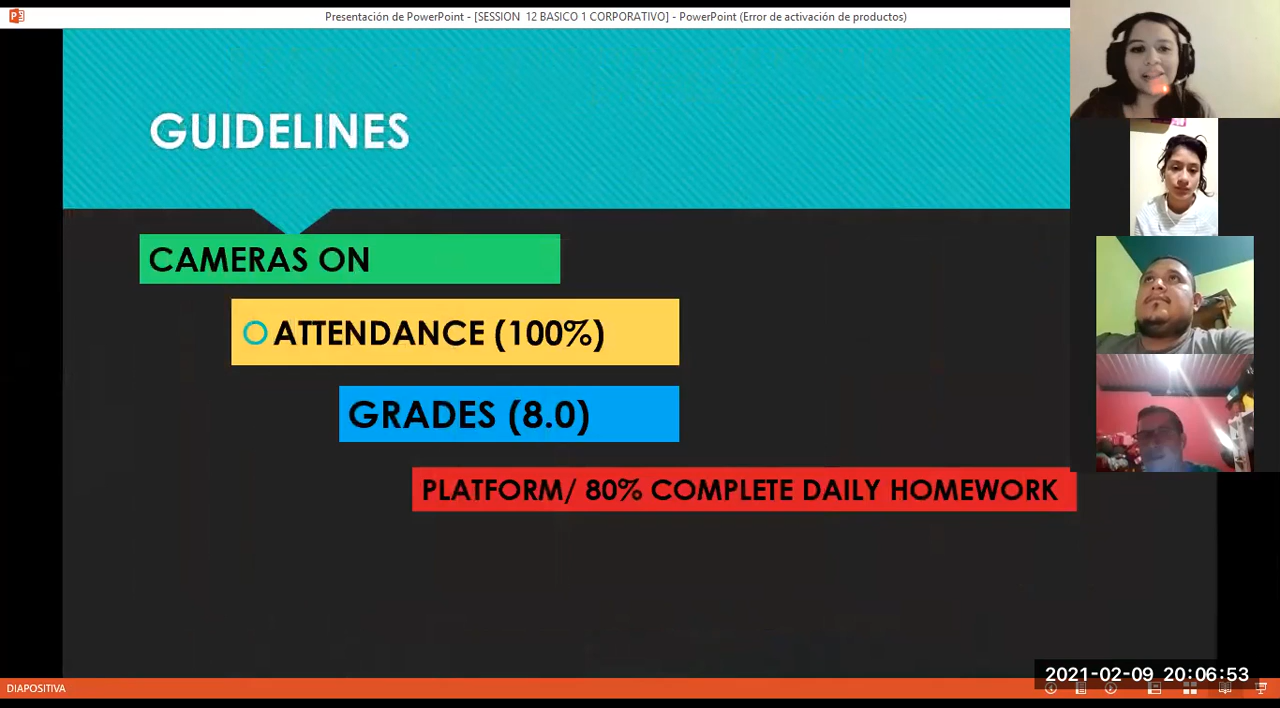 Presentación de PowerPoint - [SESSION  12 BASICO 1 CORPORATIVO] - PowerPoint (Error de activación de productos)
GUIDELINES
CAMERAS ON
ATTENDANCE (100%)
GRADES (8.0)
PLATFORM/ 80% COMPLETE DAILY HOMEWORK
2021-02-09 20:06:53
DIAPOSITIVA